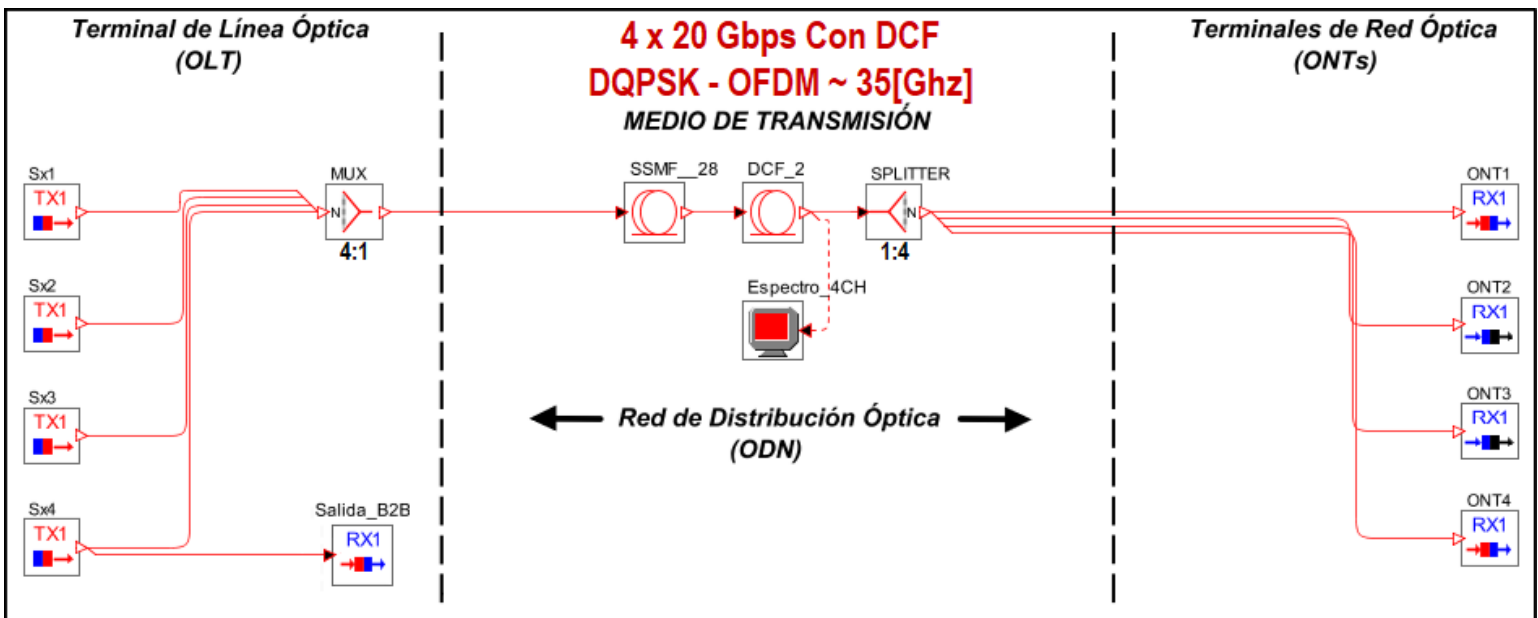 Terminal de Línea Óptica
(OLT)
4 x 20 Gbps Con DCF
DQPSK - OFDM ~ 35[Ghz]
MEDIO DE TRANSMISIÓN
Terminales de Red Óptica
(ONTs)
Sx1
TX1
MUX
N
4:1
SSMF__28
DCF_2
SPLITTER
N
1:4
ONT1
RX1
Sx2
TX1
Espectro_4CH
ONT2
RX1
Sx3
TX1
Red de Distribución Óptica
(ODN)
ONT3
RX1
Sx4
TX1
Salida_B2B
RX1
ONT4
RX1